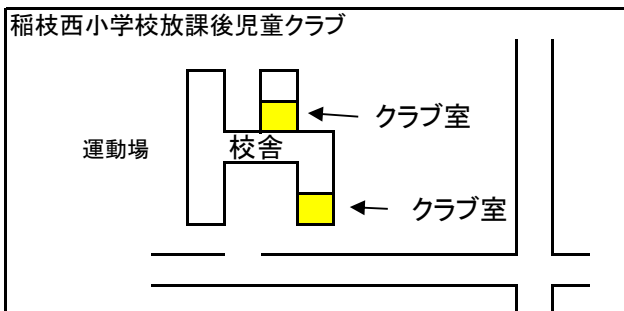 稲枝西小学校放課後児童クラブ
クラブ室
運動場
校舎
クラブ室